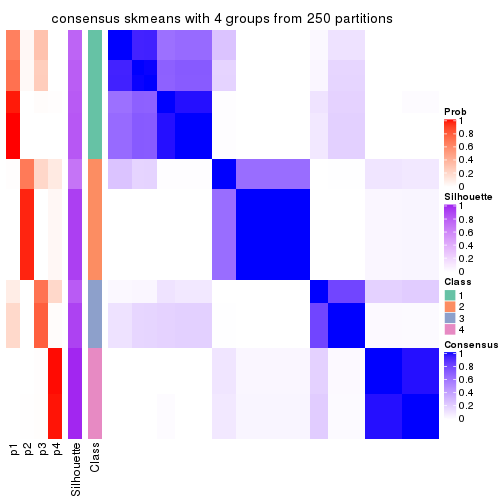 consensus skmeans with 4 groups from 250 partitions
Prob
1
0.8
0.6
0.4
0.2
0
Silhouette
1
0.8
0.6
0.4
0.2
0
Class
1
2
3
4
Consensus
1
0.8
0.6
0.4
0.2
0
p1
p2
p3
p4
Silhouette
Class